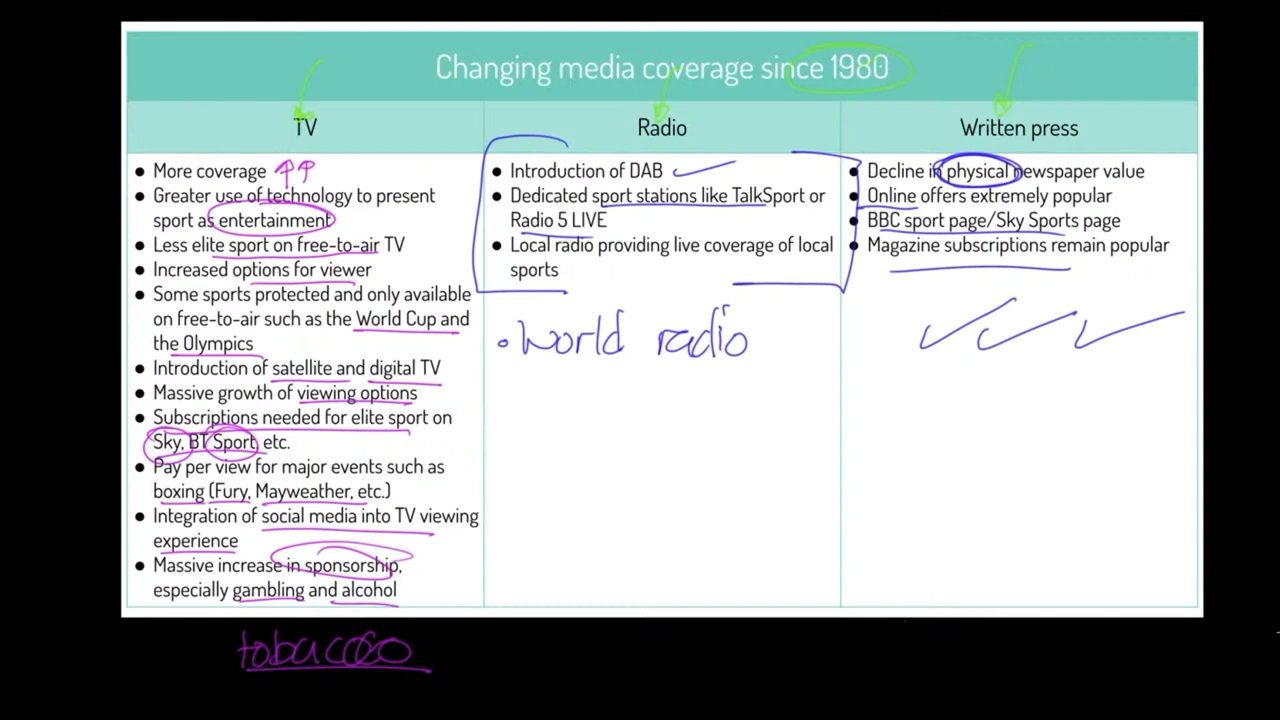 Changing media coverage since 1980
TV
● More coverage
● Greater use of technology to present
sport as entertainment
● Less elite sport on free-to-air TV
● Increased options for viewer
● Some sports protected and only available
on free-to-air such as the World Cup and
the Olympics
● Introduction of satellite and digital TV
● Massive growth of viewing options
● Subscriptions needed for elite sport on
Sky, BT Sport, etc.
● Pay per view for major events such as
boxing (Fury, Mayweather, etc.)
● Integration of social media into TV viewing
experience
● Massive increase in sponsorship,
especially gambling and alcohol
tobacco
Radio
● Introduction of DAB
● Dedicated sport stations like TalkSport or
Radio 5 LIVE
● Local radio providing live coverage of local
sports
• World radio
Written press
● Decline in physical newspaper value
● Online offers extremely popular
● BBC sport page/Sky Sports page
● Magazine subscriptions remain popular